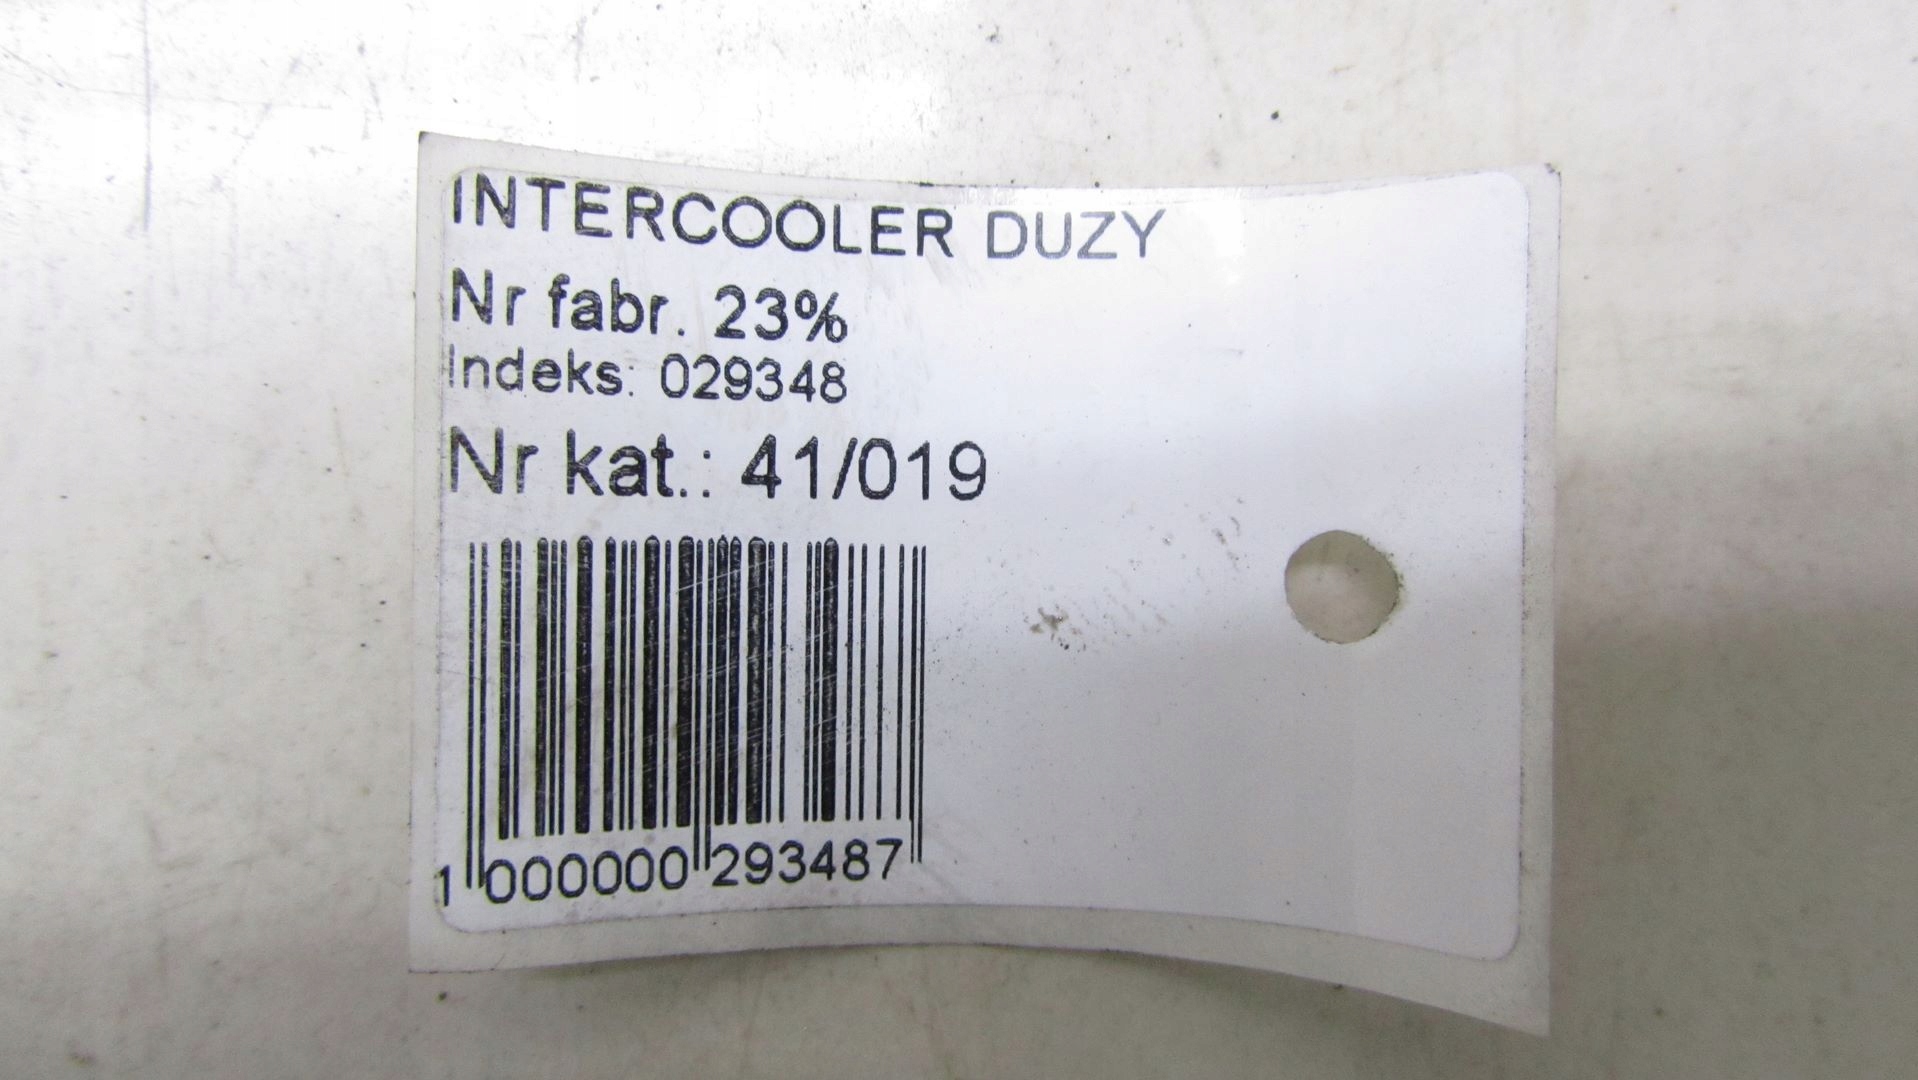 INTERCOOLER DUZY
Nr fabr. 23%
Indeks: 029348
Nr kat.: 41/019
1 000000 293487